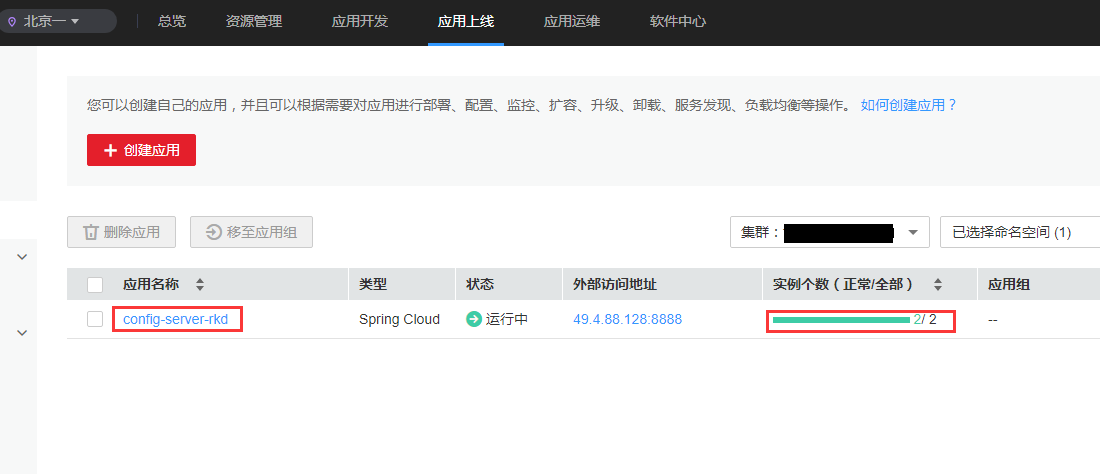 北京一 总览 资源管理 应用开发 应用上线 应用运维 软件中心
您可以创建自己的应用，并且可以根据需要对应用进行部署、配置、监控、扩容、升级、卸载、服务发现、负载均衡等操作。 如何创建应用？
创建应用
删除应用 移至应用组 集群： 已选择命名空间 (1)
应用名称 类型 状态 外部访问地址 实例个数（正常/全部） 应用组
config-server-rkd Spring Cloud 运行中 49.4.88.128:8888 2/ 2 --